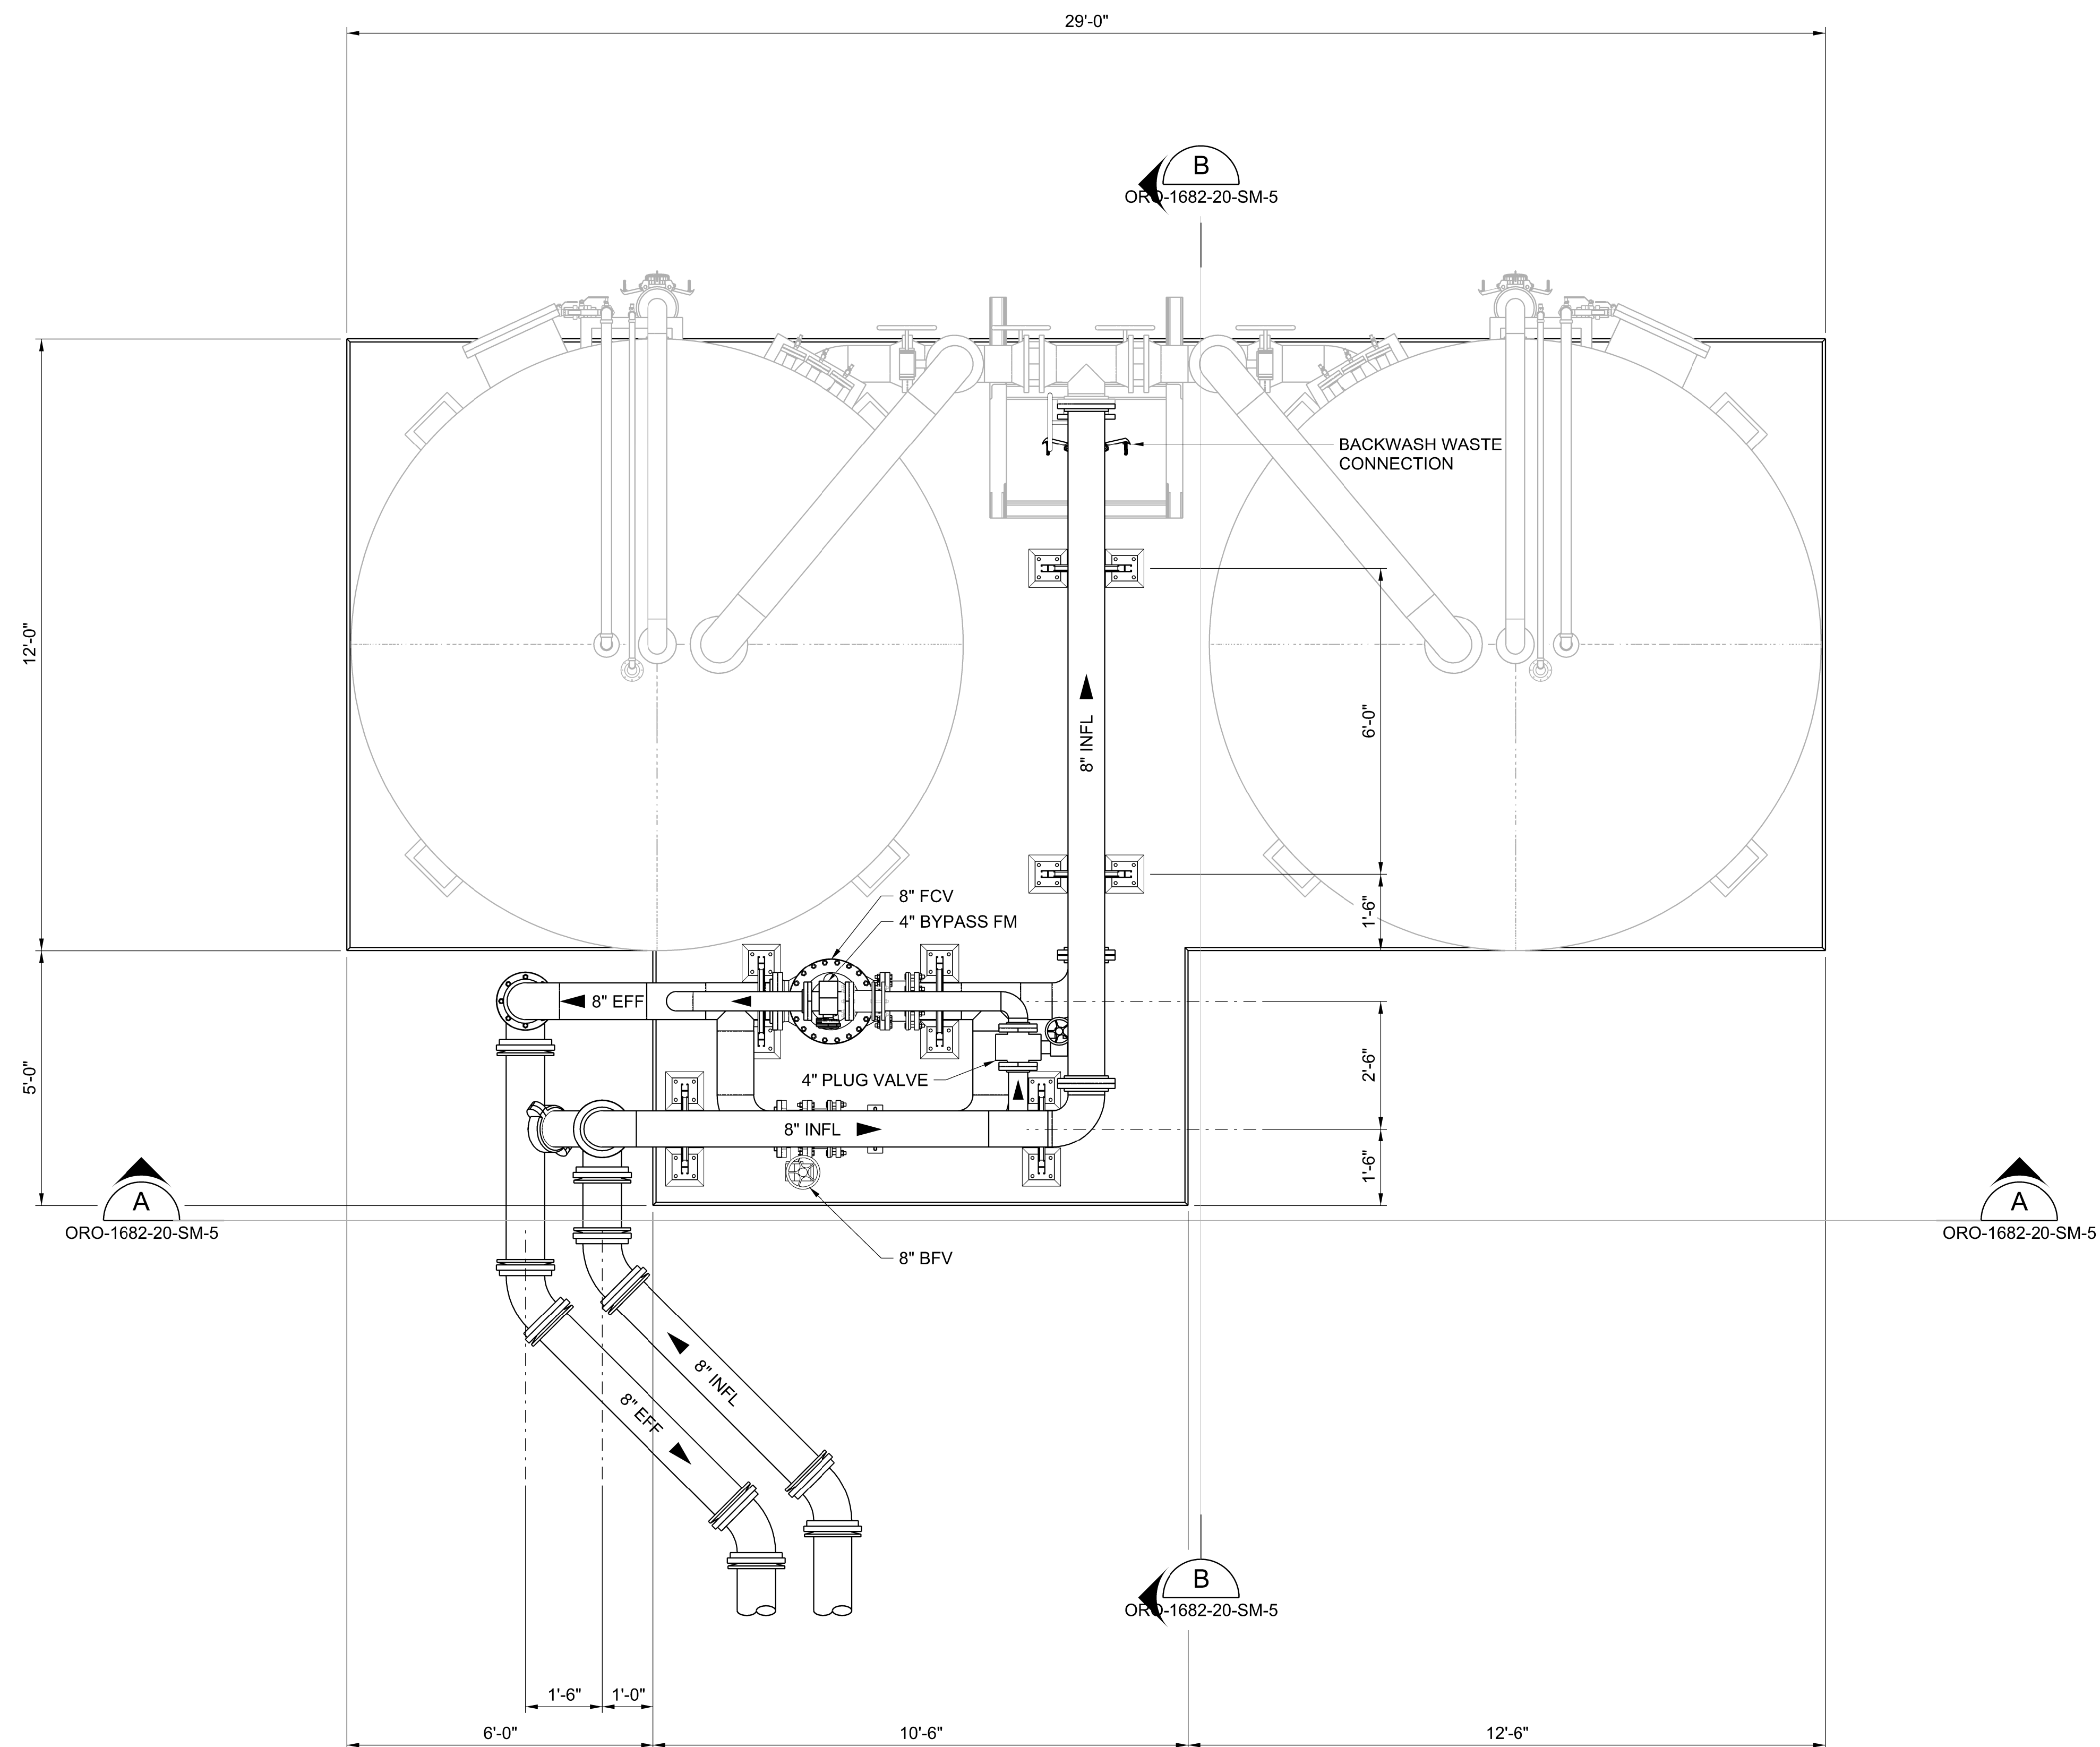 29'-0"
B
ORO-1682-20-SM-5
BACKWASH WASTE
CONNECTION
12'-0"
6'-0"
8" INFL
8" FCV
1'-6"
4" BYPASS FM
8" EFF
2'-6"
5'-0"
4" PLUG VALVE
8" INFL
1'-6"
A
ORO-1682-20-SM-5
A
ORO-1682-20-SM-5
8" BFV
8" INFL
8" EFF
B
ORO-1682-20-SM-5
1'-6"
1'-0"
6'-0"
10'-6"
12'-6"